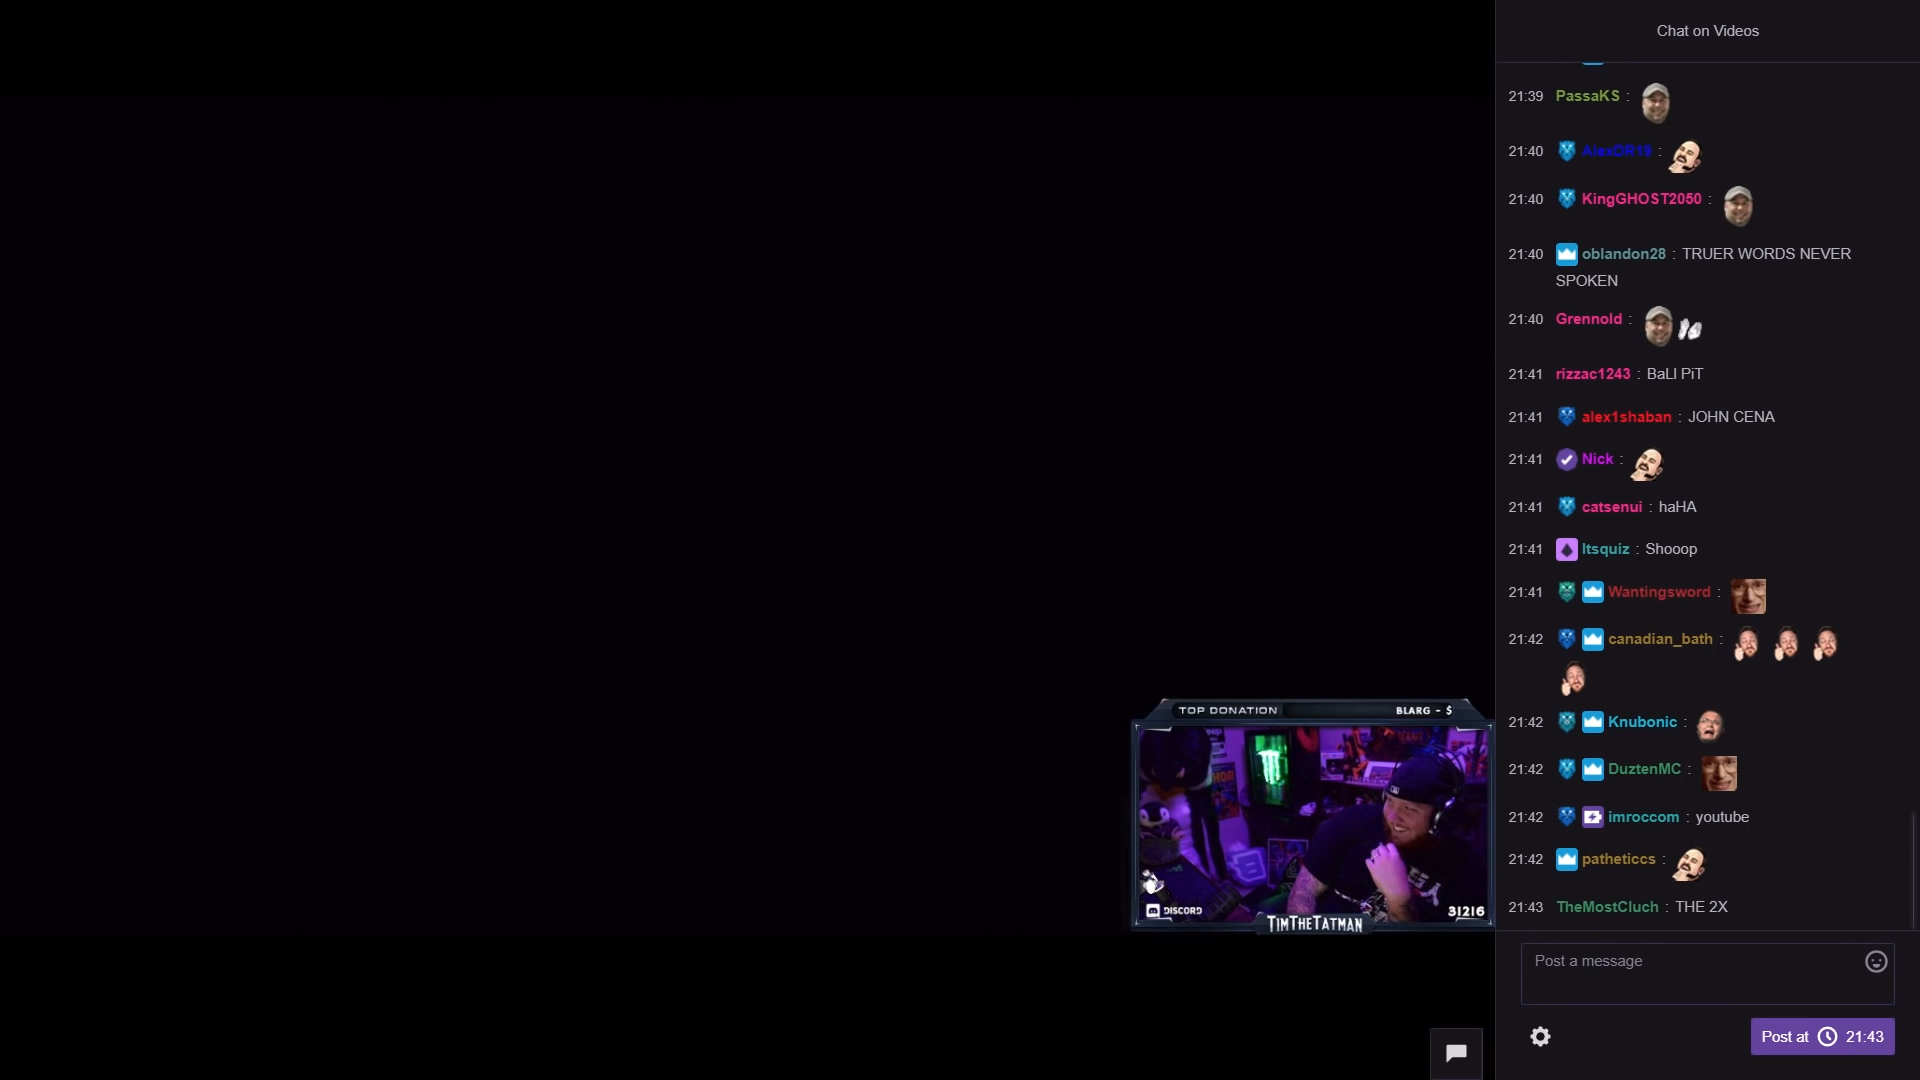 Chat on Videos
21:39 PassaKS :
21:40 AlexDR19 :
21:40 KingGHOST2050 :
21:40 oblandon28 : TRUER WORDS NEVER
SPOKEN
21:40 Grennold :
21:41 rizzac1243 : BaLl PiT
21:41 alex1shaban : JOHN CENA
21:41 Nick :
21:41 catsenui : haHA
21:41 Itsquiz : Shooop
21:41 Wantingsword :
21:42 canadian_bath :
21:42 Knubonic :
21:42 DuztenMC :
21:42 imroccom : youtube
21:42 patheticcs :
21:43 TheMostCluch : THE 2X
TOP DONATION BLARG - $
DISCORD
31216
TIMTHETATMAN
Post a message
Post at 21:43